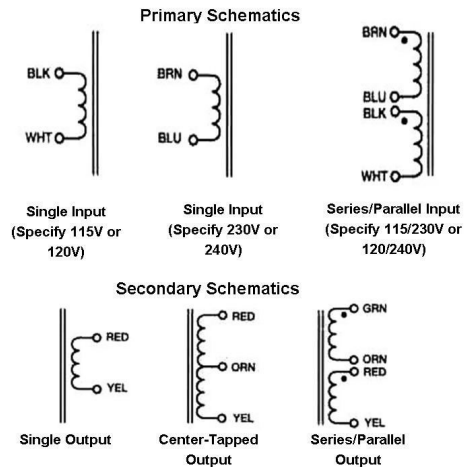 Primary Schematics
BLK
WHT
BRN
BLU
BRN
BLU
BLK
WHT
Single Input
(Specify 115V or
120V)
Single Input
(Specify 230V or
240V)
Series/Parallel Input
(Specify 115/230V or
120/240V)
Secondary Schematics
RED
YEL
RED
ORN
YEL
GRN
ORN
RED
YEL
Single Output
Center-Tapped
Output
Series/Parallel
Output